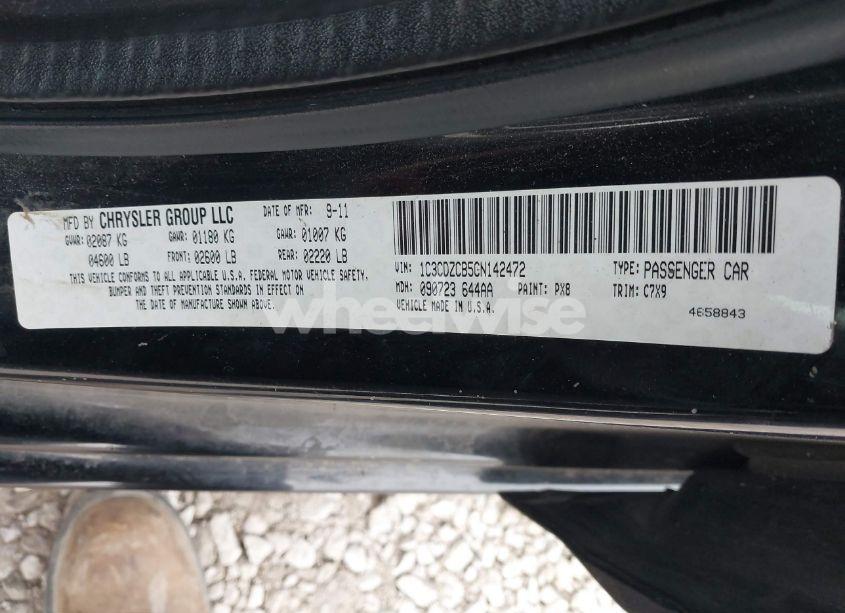 MFD BY CHRYSLER GROUP LLC DATE OF MFR: 9-11
GVWR: 02087 KG GAWR: 01180 KG GAWR: 01007 KG
04600 LB FRONT: 02600 LB REAR: 02220 LB
THIS VEHICLE CONFORMS TO ALL APPLICABLE U.S.A. FEDERAL MOTOR VEHICLE SAFETY,
BUMPER AND THEFT PREVENTION STANDARDS IN EFFECT ON
THE DATE OF MANUFACTURE SHOWN ABOVE.
VIN: 1C3CDZCB5CN142472 TYPE: PASSENGER CAR
MDH: 090723 644AA PAINT: PX8 TRIM: C7X9
VEHICLE MADE IN U.S.A.
4658843
wheelwise